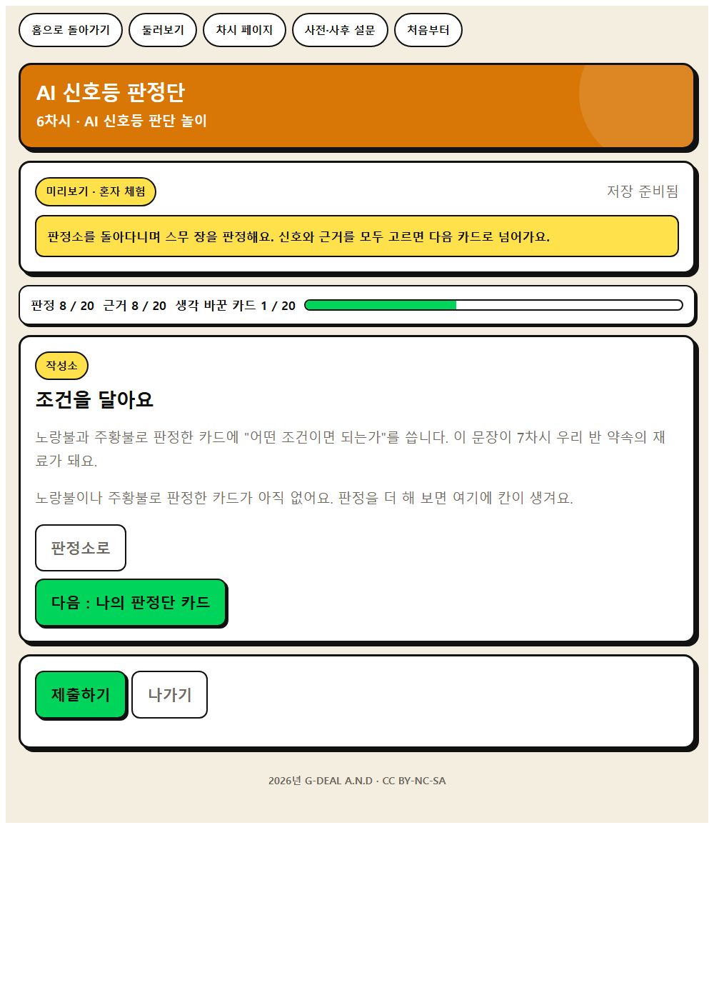 홈으로 돌아가기 둘러보기 차시 페이지 사전·사후 설문 처음부터
AI 신호등 판정단
6차시 · AI 신호등 판단 놀이
미리보기 · 혼자 체험 저장 준비됨
판정소를 돌아다니며 스무 장을 판정해요. 신호와 근거를 모두 고르면 다음 카드로 넘어가요.
판정 8 / 20 근거 8 / 20 생각 바꾼 카드 1 / 20
작성소
조건을 달아요
노랑불과 주황불로 판정한 카드에 "어떤 조건이면 되는가"를 씁니다. 이 문장이 7차시 우리 반 약속의 재
료가 돼요.
노랑불이나 주황불로 판정한 카드가 아직 없어요. 판정을 더 해 보면 여기에 칸이 생겨요.
판정소로
다음 : 나의 판정단 카드
제출하기 나가기
2026년 G-DEAL A.N.D · CC BY-NC-SA